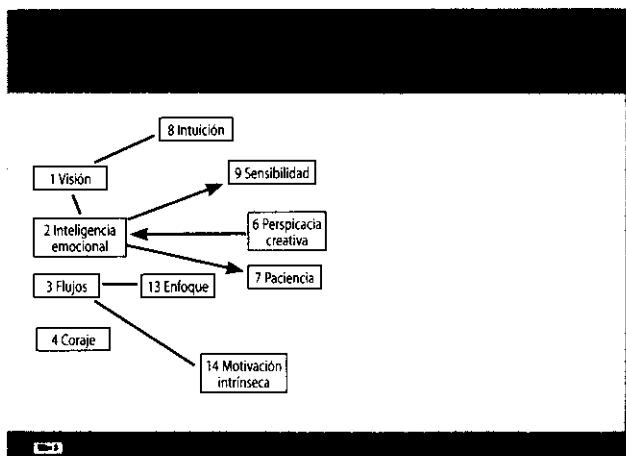 8 Intuición
1 Visión
9 Sensibilidad
2 Inteligencia
emocional
6 Perspicacia
creativa
7 Paciencia
3 Flujos
13 Enfoque
4 Coraje
14 Motivación
intrínseca